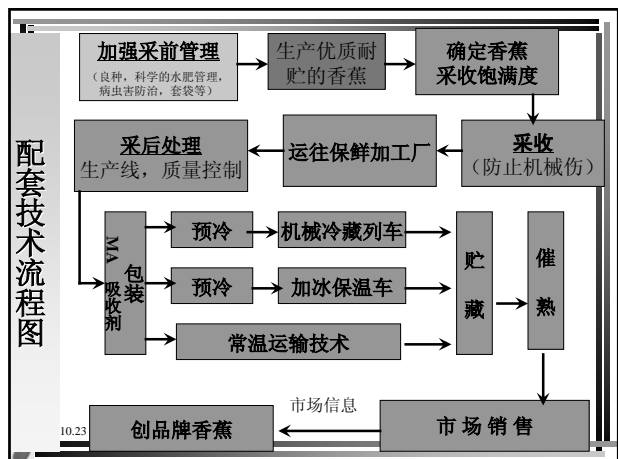 配套技术流程图
加强采前管理
（良种，科学的水肥管理，
病虫害防治，套袋等）
生产优质耐
贮的香蕉
确定香蕉
采收饱满度
采收
（防止机械伤）
运往保鲜加工厂
采后处理
生产线，质量控制
包装
MA
吸收剂
预冷
机械冷藏列车
预冷
加冰保温车
常温运输技术
贮藏
催熟
市场销售
市场信息
创品牌香蕉
10.23